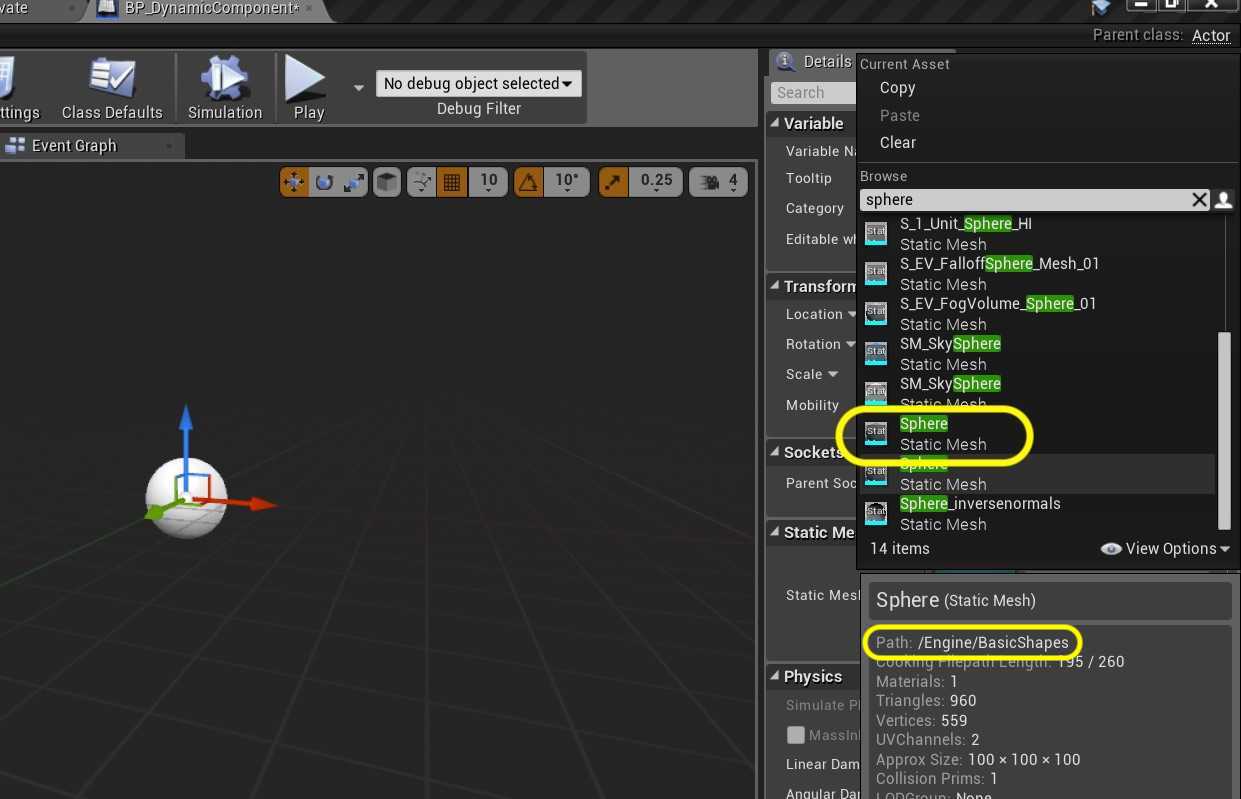 vate
BP_DynamicComponent*
Parent class: Actor
ttings
Class Defaults
Simulation
Play
No debug object selected
Debug Filter
Event Graph
10
10°
0.25
4
Details
Search
Variable
Variable Na
Tooltip
Category
Editable wh
Transform
Location
Rotation
Scale
Mobility
Sockets
Parent Soc
Static Me
Static Mesh
Physics
Simulate P
MassInK
Linear Dam
Angular Dam
Current Asset
Copy
Paste
Clear
Browse
sphere
S_1_Unit_Sphere_HI
Static Mesh
S_EV_FalloffSphere_Mesh_01
Static Mesh
S_EV_FogVolume_Sphere_01
Static Mesh
SM_SkySphere
Static Mesh
SM_SkySphere
Static Mesh
Sphere
Static Mesh
Sphere
Static Mesh
Sphere_inversenormals
Static Mesh
14 items
View Options
Sphere (Static Mesh)
Path: /Engine/BasicShapes
Cooking Filepath Length: 195 / 260
Materials: 1
Triangles: 960
Vertices: 559
UVChannels: 2
Approx Size: 100 × 100 × 100
Collision Prims: 1
LODGroup: None